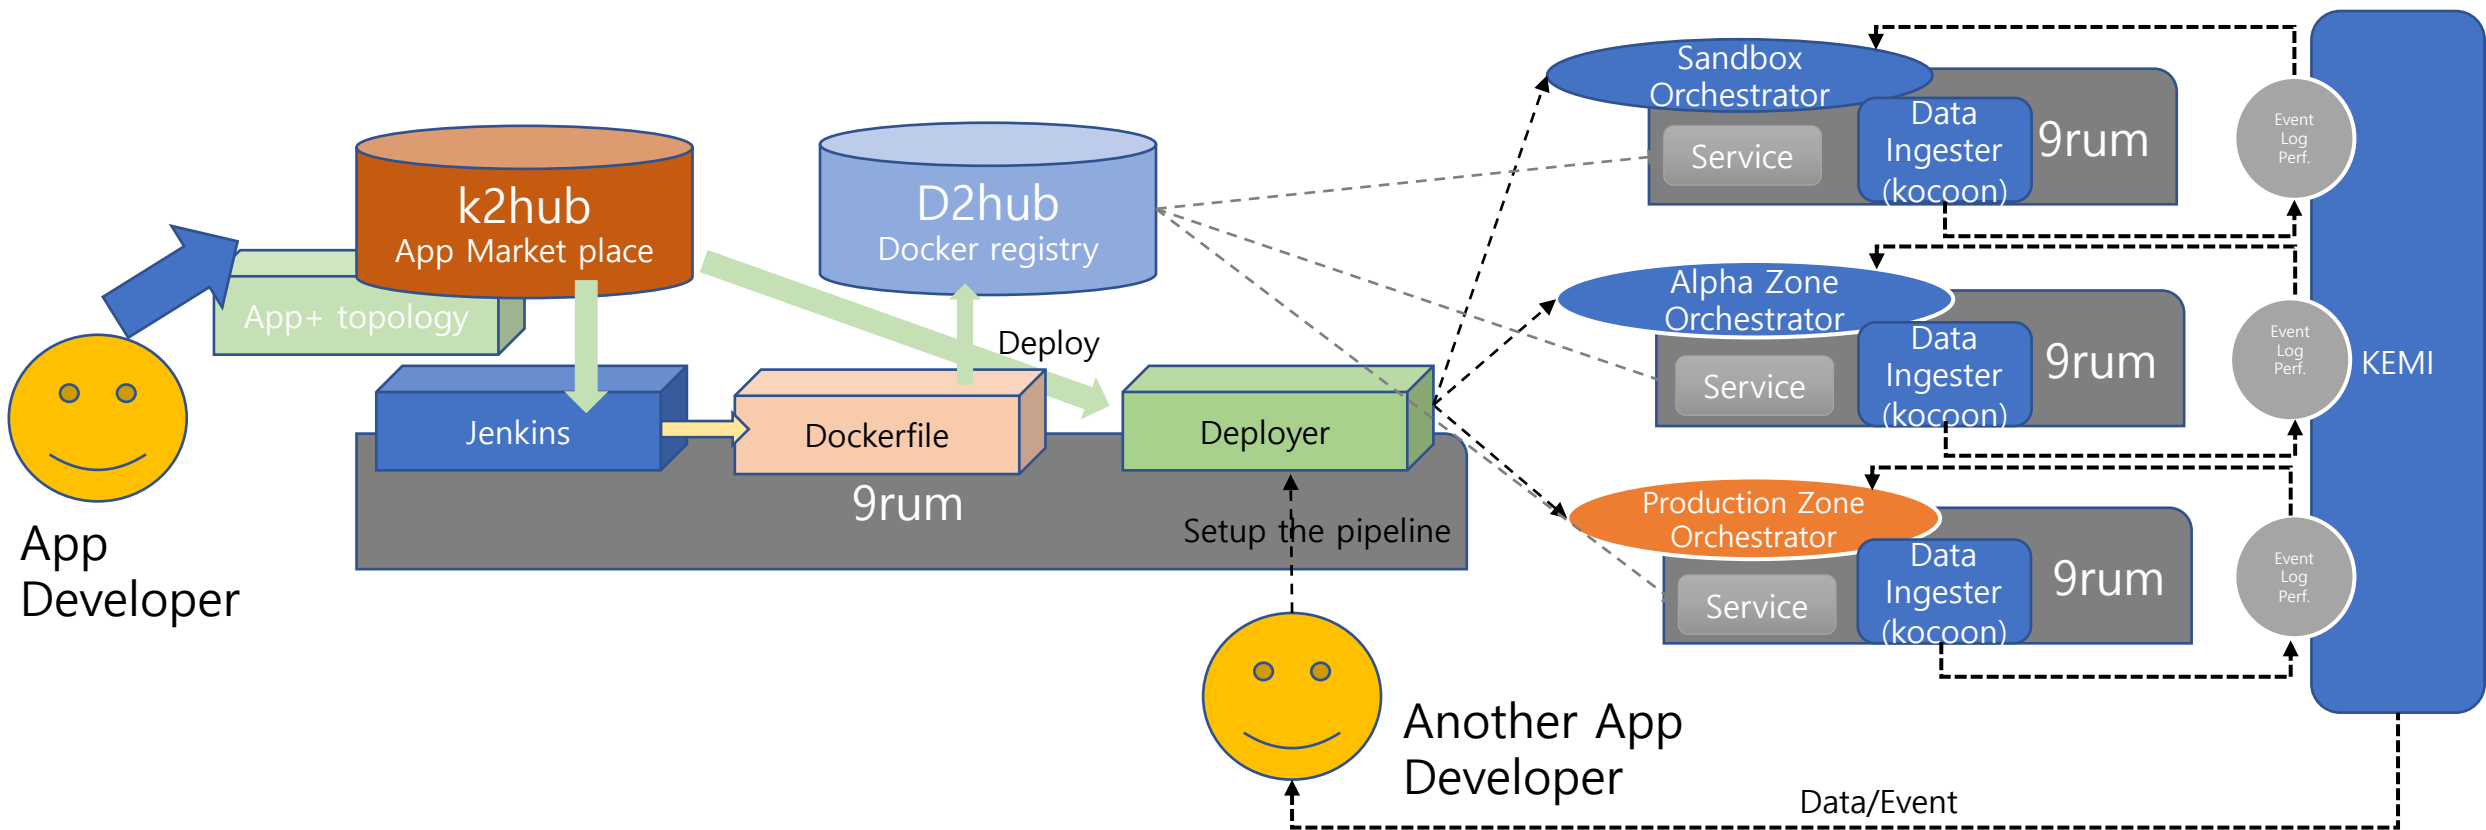 k2hub
App Market place
App+ topology
D2hub
Docker registry
Deploy
Jenkins
Dockerfile
Deployer
9rum
Setup the pipeline
App
Developer
Another App
Developer
Sandbox
Orchestrator
Service
Data
Ingester
(kocoon)
9rum
Event
Log
Perf.
Alpha Zone
Orchestrator
Service
Data
Ingester
(kocoon)
9rum
Event
Log
Perf.
KEMI
Production Zone
Orchestrator
Service
Data
Ingester
(kocoon)
9rum
Event
Log
Perf.
Data/Event